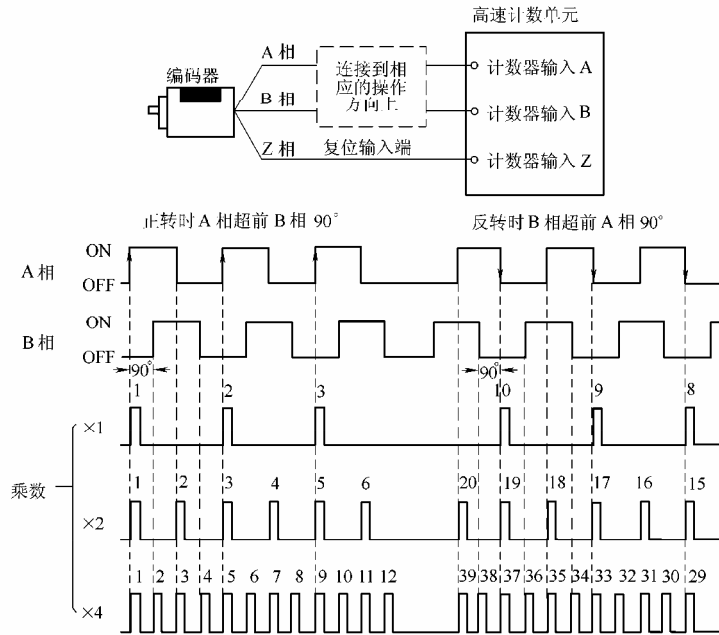 高速计数单元
A 相
编码器
连接到相
应的操作
方向上
计数器输入 A
B 相
计数器输入 B
Z 相
复位输入端
计数器输入 Z
正转时 A 相超前 B 相 90°
反转时 B 相超前 A 相 90°
ON
A 相
OFF
ON
B 相
OFF
90°
90°
1 2 3 10 9 8
×1
乘数
1 2 3 4 5 6 20 19 18 17 16 15
×2
1 2 3 4 5 6 7 8 9 10 11 12 39 38 37 36 35 34 33 32 31 30 29
×4